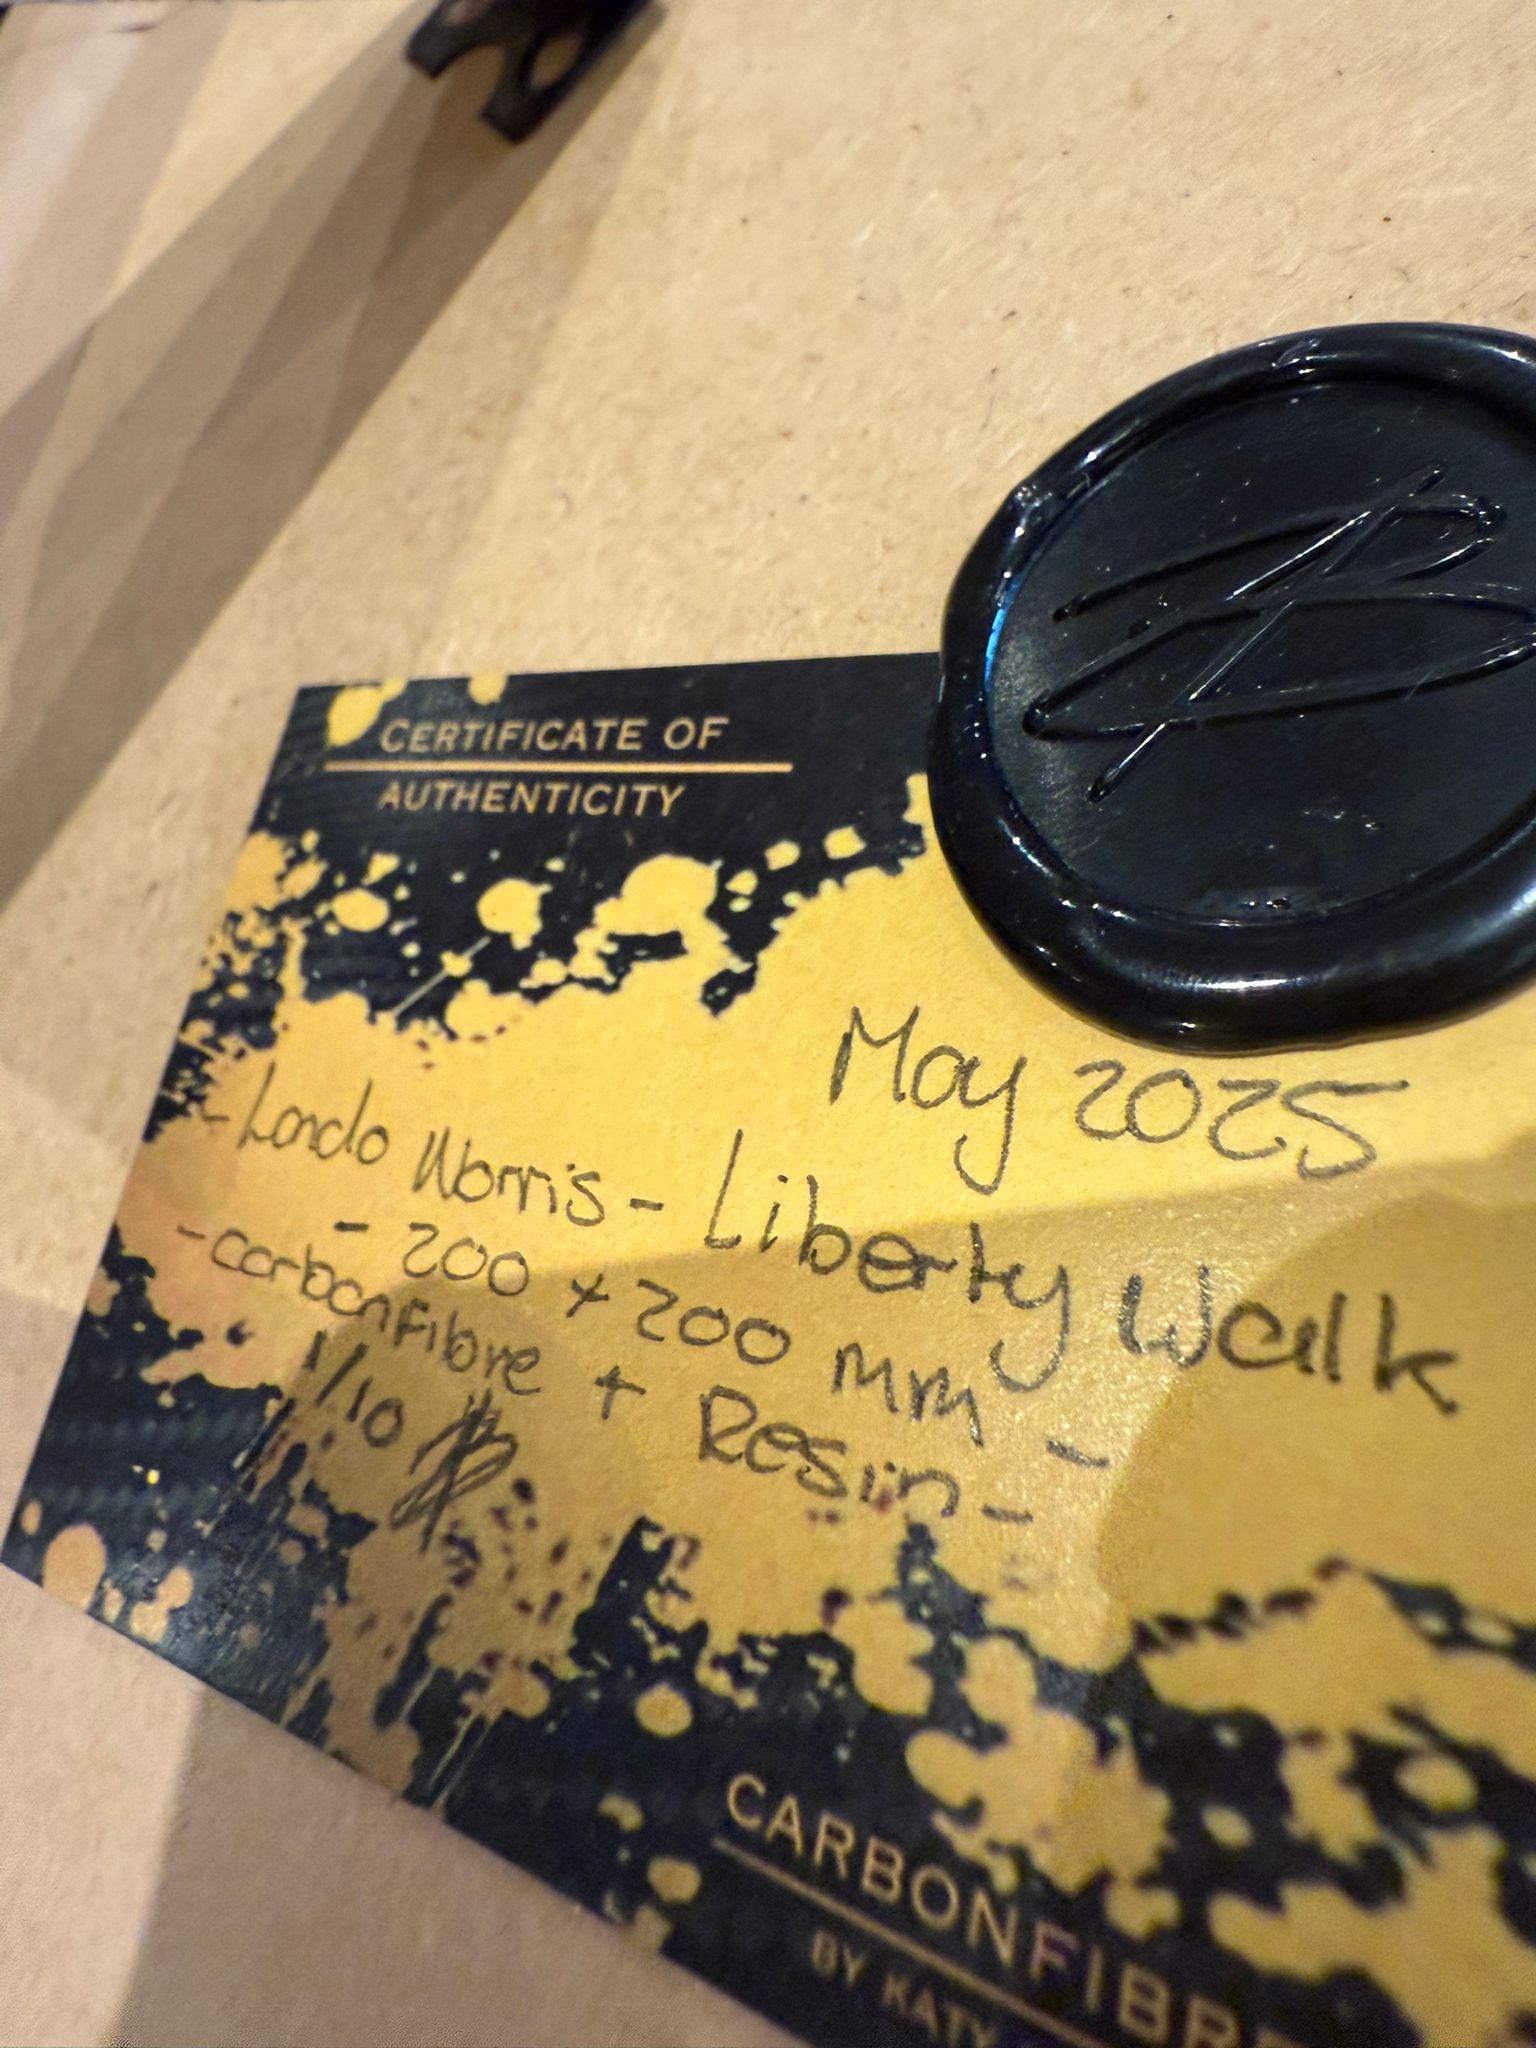 CERTIFICATE OF
AUTHENTICITY
May 2025
- Lando Norris - Liberty Walk
- 200 x 200 mm -
- carbonfibre + Resin -
1/10
CARBONFIBR
BY KATY